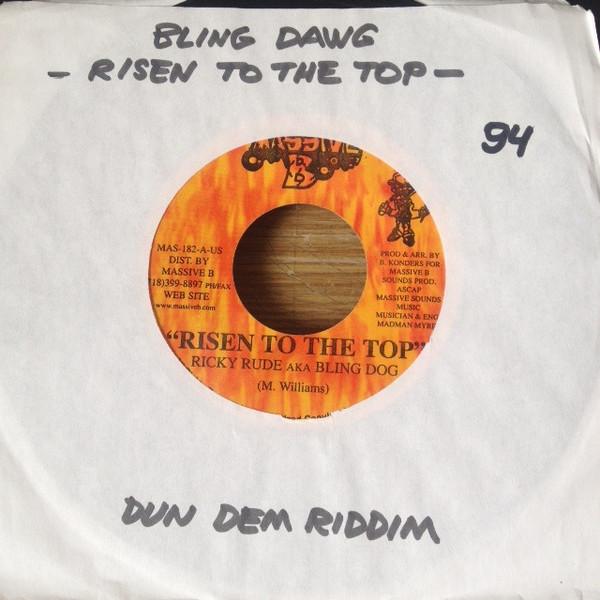 BLING DAWG
- RISEN TO THE TOP -
94
MASSIVE
B
MAS-182-A-US
DIST. BY
MASSIVE B
718)399-8897 PH/FAX
WEB SITE
www.massiveb.com
PROD & ARR. BY
B. KONDERS FOR
MASSIVE B
SOUNDS PROD.
ASCAP
MASSIVE SOUNDS
MUSIC
MUSICIAN & ENG
MADMAN
"RISEN TO THE TOP"
RICKY RUDE AKA BLING DOG
(M. Williams)
DUN DEM RIDDIM